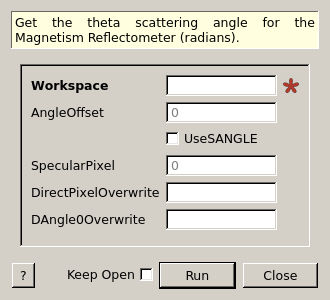 Get the theta scattering angle for the
Magnetism Reflectometer (radians).
Workspace
AngleOffset 0
UseSANGLE
SpecularPixel 0
DirectPixelOverwrite
DAngle0Overwrite
? Keep Open Run Close